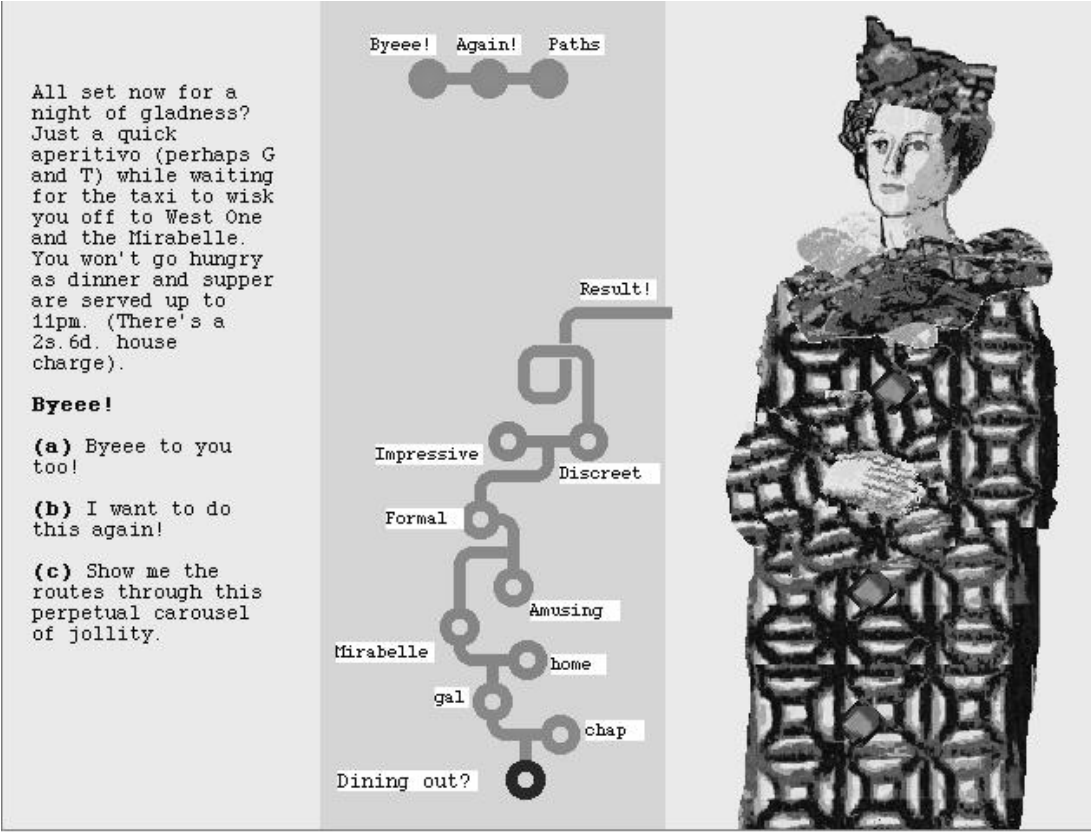 All set now for a
night of gladness?
Just a quick
aperitivo (perhaps G
and T) while waiting
for the taxi to wisk
you off to West One
and the Mirabelle.
You won't go hungry
as dinner and supper
are served up to
11pm. (There's a
2s.6d. house
charge).
Byeee!
(a) Byeee to you
too!
(b) I want to do
this again!
(c) Show me the
routes through this
perpetual carousel
of jollity.
Byeee! Again! Paths
Result!
Impressive
Discreet
Formal
Amusing
Mirabelle
home
gal
chap
Dining out?